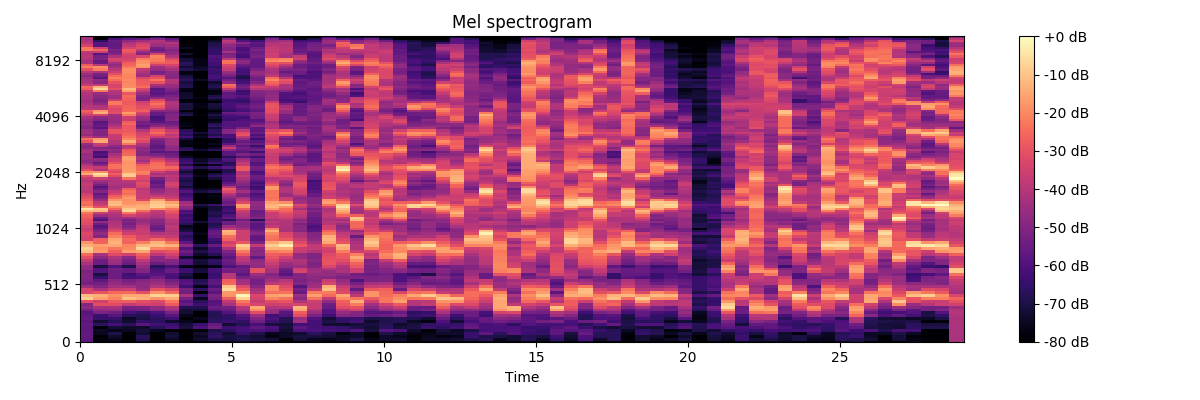 Mel spectrogram
Hz
8192
4096
2048
1024
512
0
0 5 10 15 20 25
Time
+0 dB
-10 dB
-20 dB
-30 dB
-40 dB
-50 dB
-60 dB
-70 dB
-80 dB